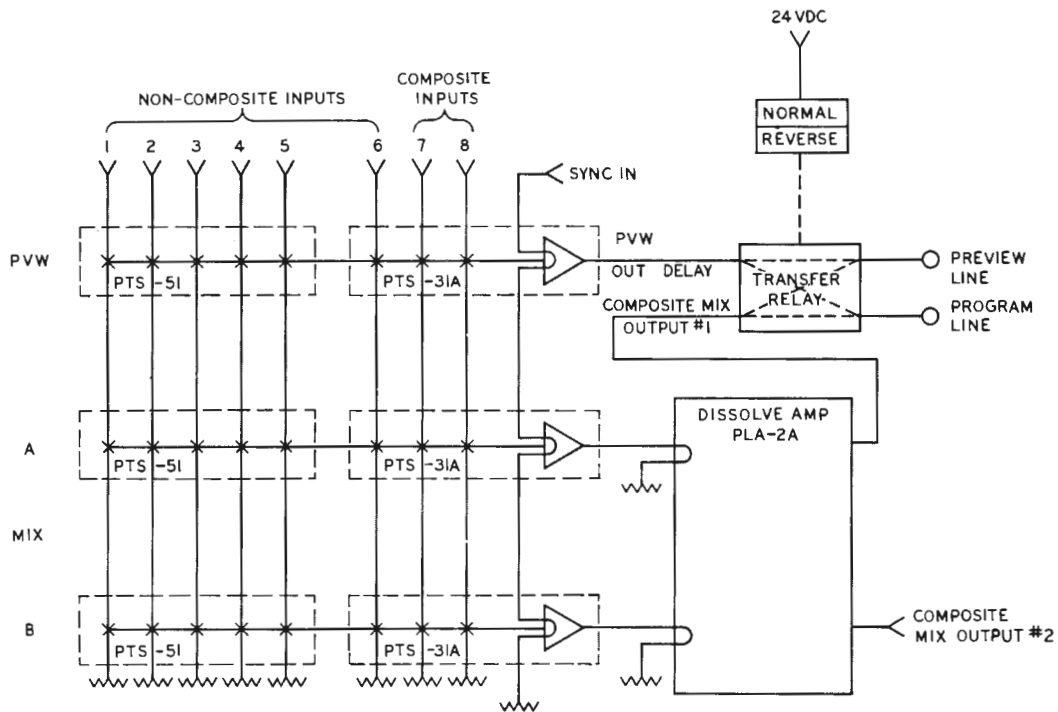 24 VDC
COMPOSITE
INPUTS
NON-COMPOSITE INPUTS
NORMAL
REVERSE
1 2 3 4 5 6 7 8
SYNC IN
PVW
PTS-51
PTS-31A
PVW
OUT DELAY
TRANSFER
RELAY
PREVIEW
LINE
COMPOSITE MIX
OUTPUT #1
PROGRAM
LINE
A
PTS-51
PTS-31A
DISSOLVE AMP
PLA-2A
MIX
B
PTS-51
PTS-31A
COMPOSITE
MIX OUTPUT #2